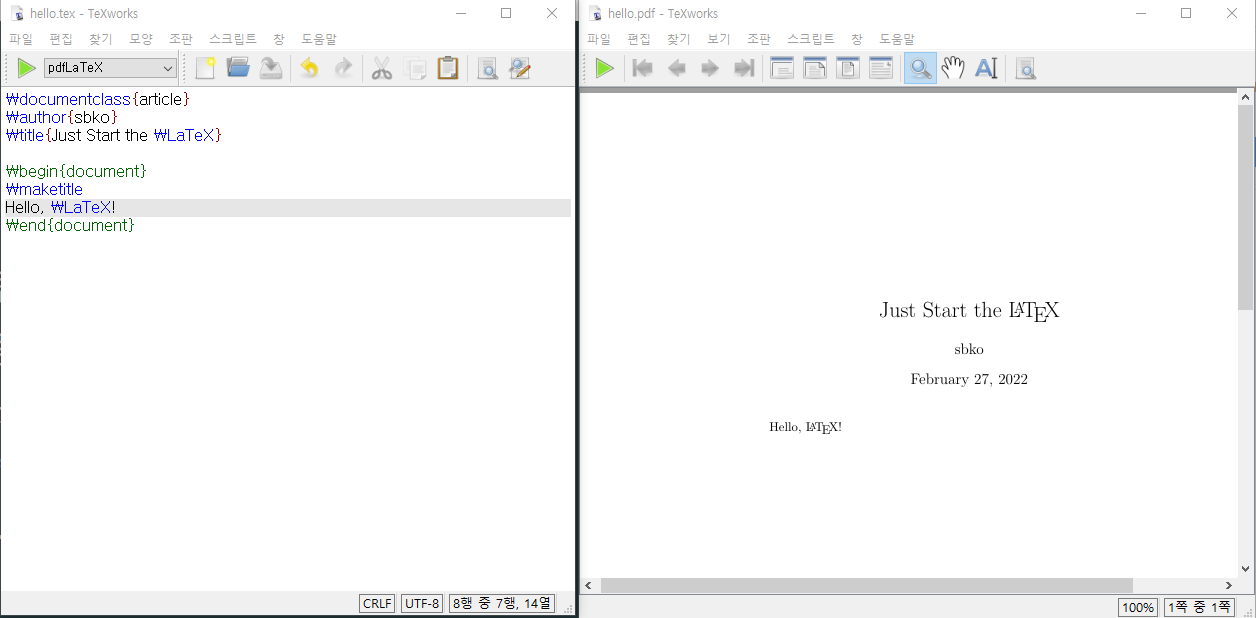 hello.tex - TeXworks
파일 편집 찾기 모양 조판 스크립트 창 도움말
pdfLaTeX
₩documentclass{article}
₩author{sbko}
₩title{Just Start the ₩LaTeX}
₩begin{document}
₩maketitle
Hello, ₩LaTeX!
₩end{document}
CRLF UTF-8 8행 중 7행, 14열
hello.pdf - TeXworks
파일 편집 찾기 보기 조판 스크립트 창 도움말
Just Start the LATEX
sbko
February 27, 2022
Hello, LATEX!
100% 1쪽 중 1쪽